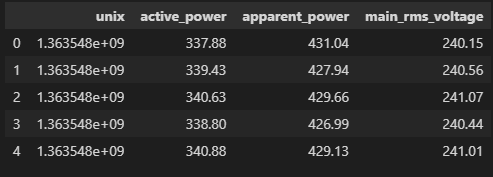 unix active_power apparent_power main_rms_voltage
0 1.363548e+09 337.88 431.04 240.15
1 1.363548e+09 339.43 427.94 240.56
2 1.363548e+09 340.63 429.66 241.07
3 1.363548e+09 338.80 426.99 240.44
4 1.363548e+09 340.88 429.13 241.01